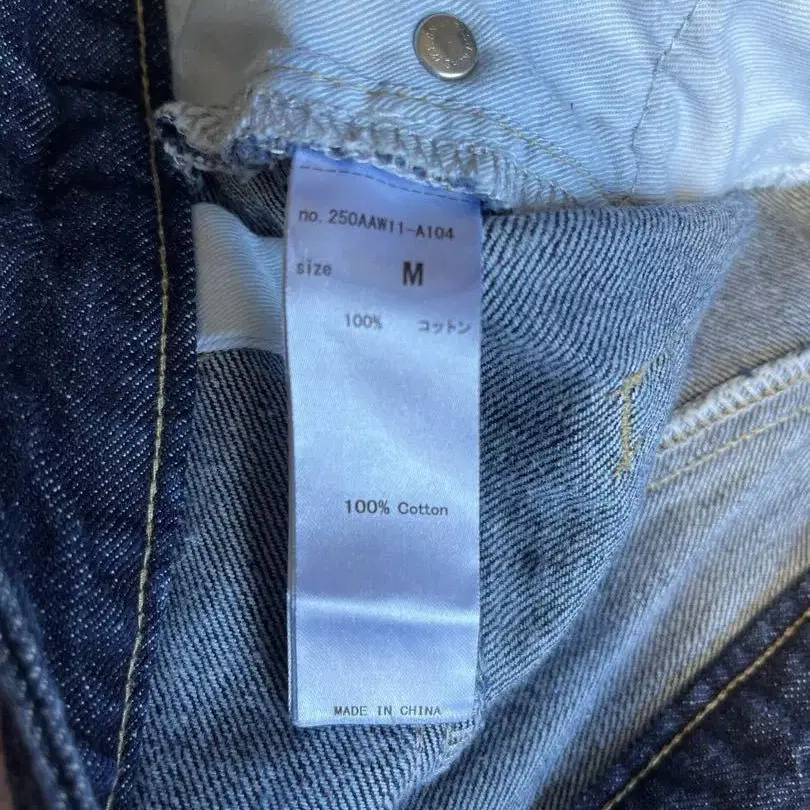 no. 250AAW11-A104
size M
100% コットン
100% Cotton
MADE IN CHINA